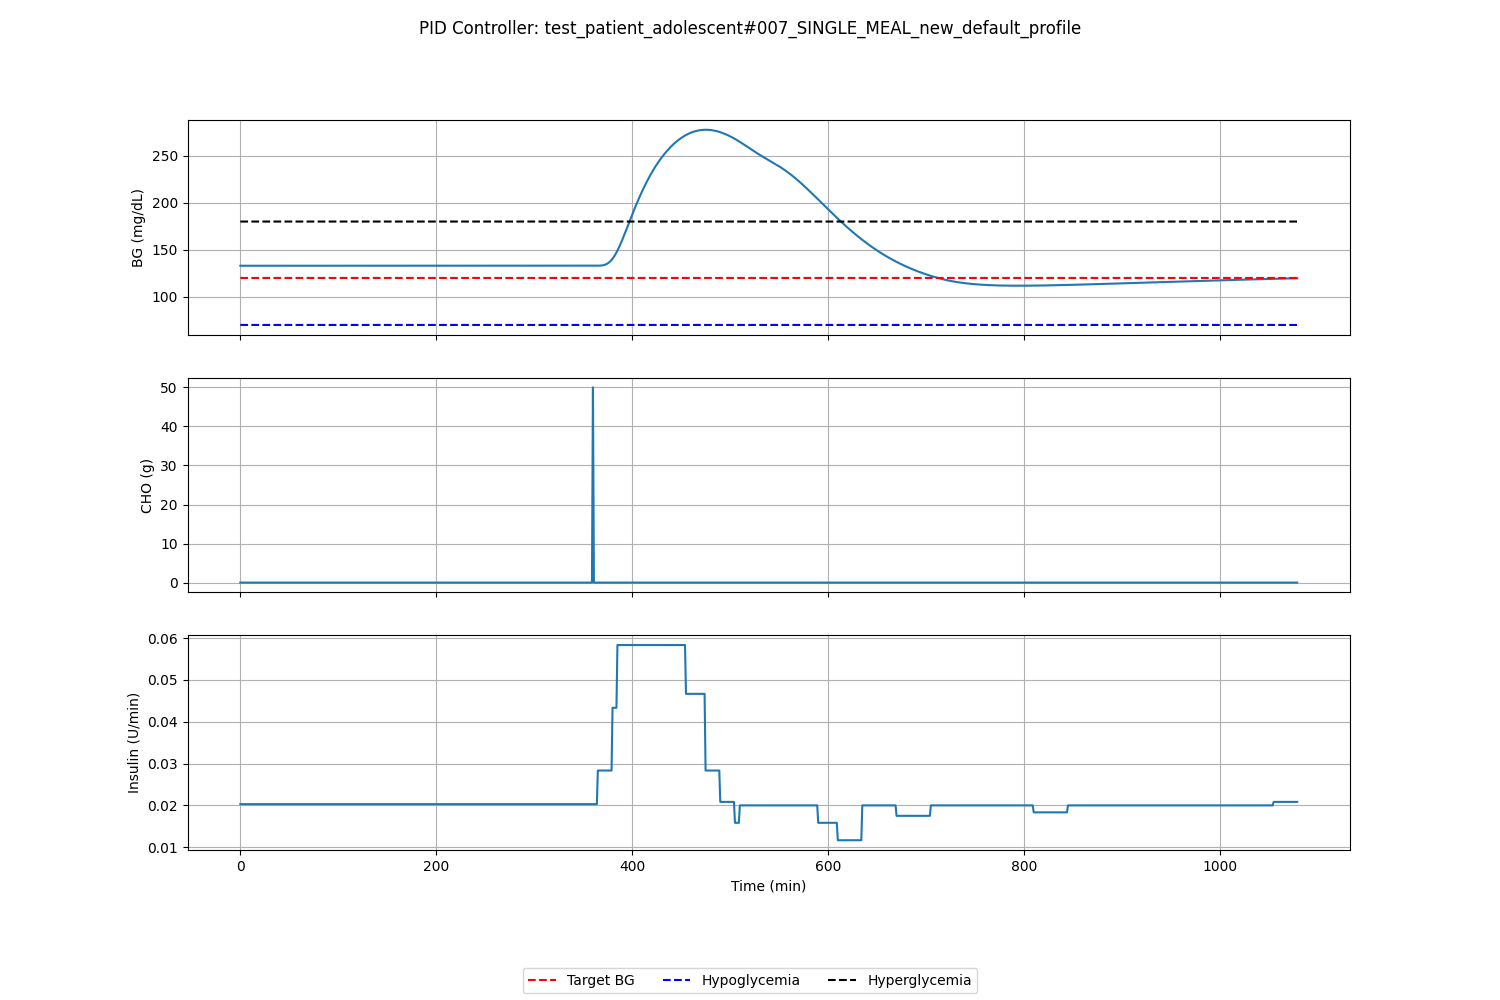 PID Controller: test_patient_adolescent#007_SINGLE_MEAL_new_default_profile
BG (mg/dL)
250
200
150
100
CHO (g)
50
40
30
20
10
0
Insulin (U/min)
0.06
0.05
0.04
0.03
0.02
0.01
0 200 400 600 800 1000
Time (min)
Target BG Hypoglycemia Hyperglycemia